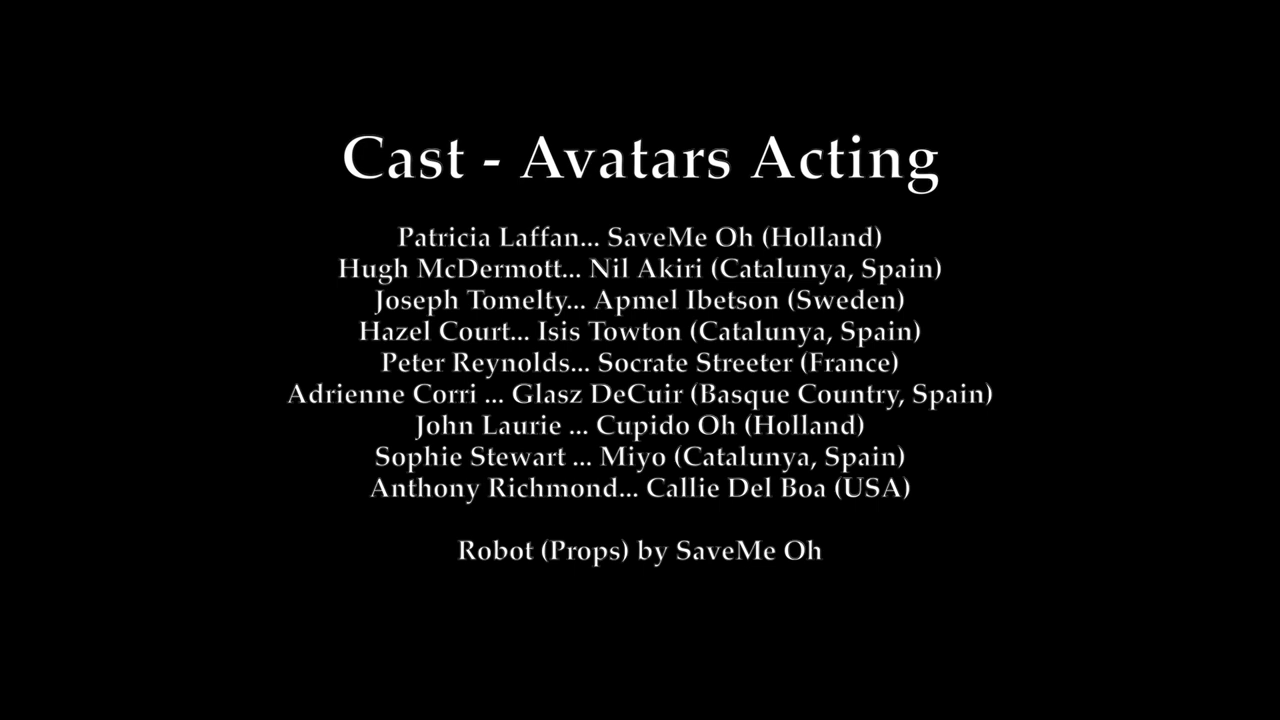 Cast - Avatars Acting
Patricia Laffan... SaveMe Oh (Holland)
Hugh McDermott... Nil Akiri (Catalunya, Spain)
Joseph Tomelty... Apmel Ibetson (Sweden)
Hazel Court... Isis Towton (Catalunya, Spain)
Peter Reynolds... Socrate Streeter (France)
Adrienne Corri ... Glasz DeCuir (Basque Country, Spain)
John Laurie ... Cupido Oh (Holland)
Sophie Stewart ... Miyo (Catalunya, Spain)
Anthony Richmond... Callie Del Boa (USA)
Robot (Props) by SaveMe Oh